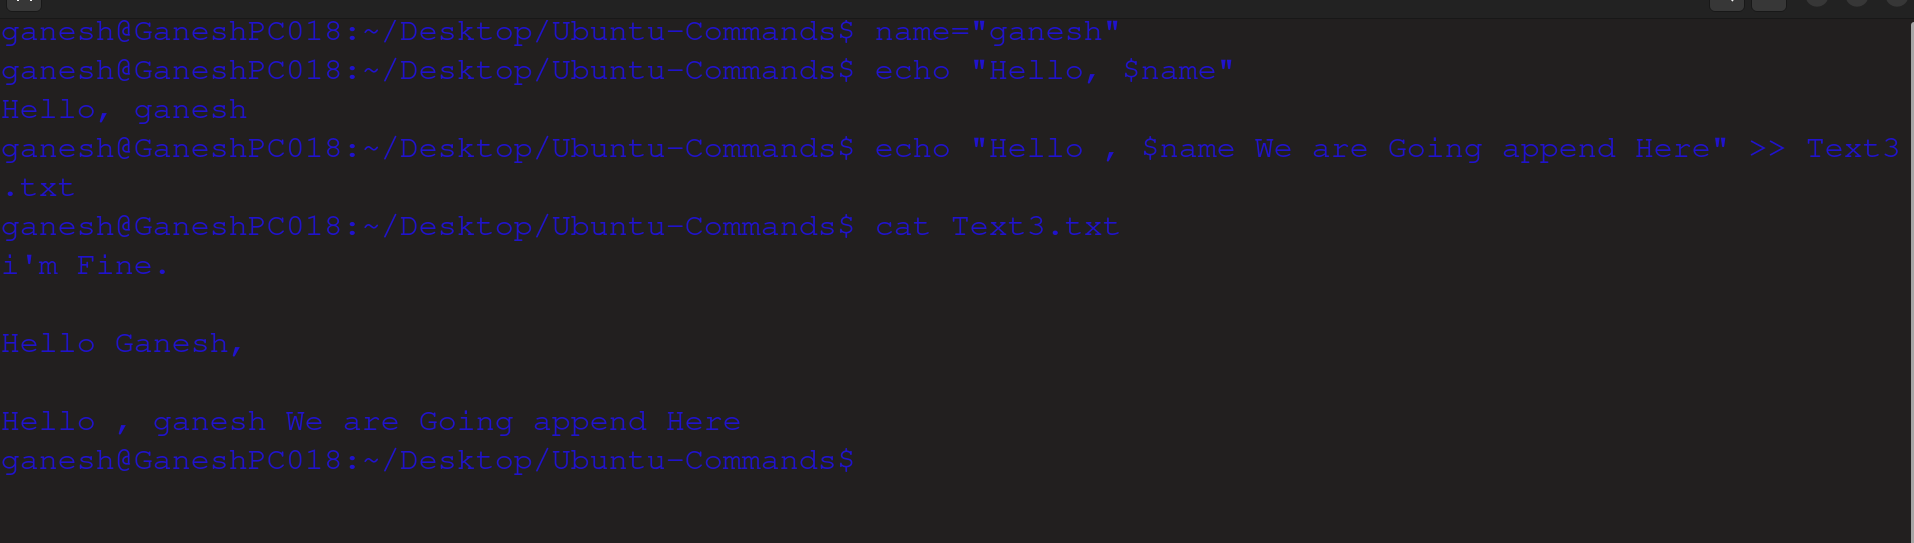 ganesh@GaneshPC018:~/Desktop/Ubuntu-Commands$ name="ganesh"
ganesh@GaneshPC018:~/Desktop/Ubuntu-Commands$ echo "Hello, $name"
Hello, ganesh
ganesh@GaneshPC018:~/Desktop/Ubuntu-Commands$ echo "Hello , $name We are Going append Here" >> Text3
.txt
ganesh@GaneshPC018:~/Desktop/Ubuntu-Commands$ cat Text3.txt
i'm Fine.
Hello Ganesh,
Hello , ganesh We are Going append Here
ganesh@GaneshPC018:~/Desktop/Ubuntu-Commands$